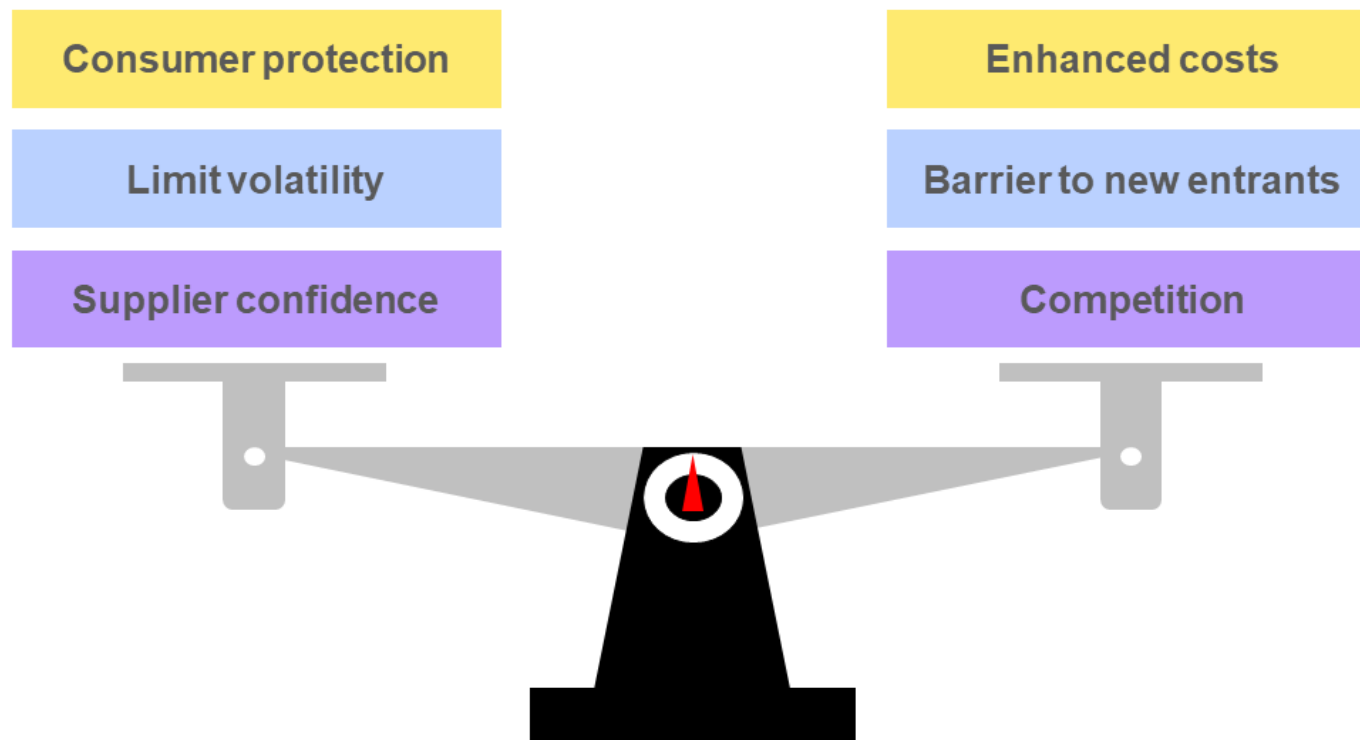 Consumer protection
Enhanced costs
Limit volatility
Barrier to new entrants
Supplier confidence
Competition